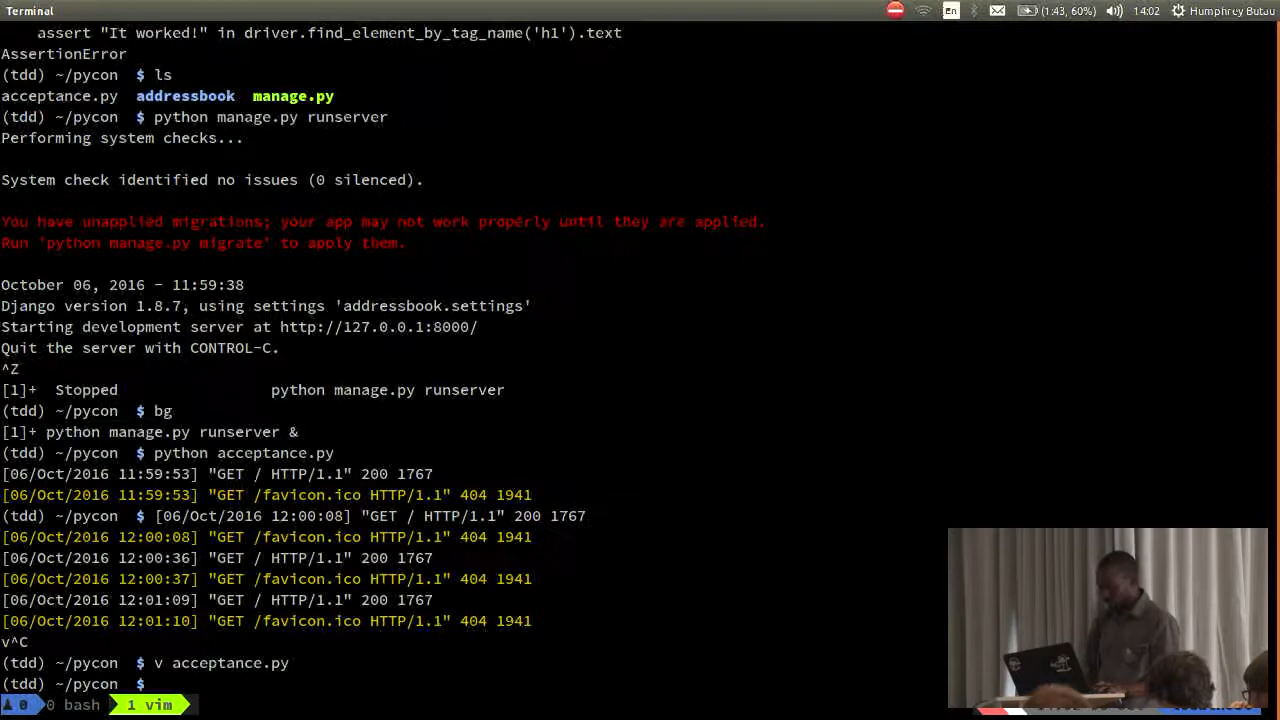 Terminal
En
(1:43, 60%)
14:02
Humphrey Butau
assert "It worked!" in driver.find_element_by_tag_name('h1').text
AssertionError
(tdd) ~/pycon $ ls
acceptance.py addressbook manage.py
(tdd) ~/pycon $ python manage.py runserver
Performing system checks...
System check identified no issues (0 silenced).
You have unapplied migrations; your app may not work properly until they are applied.
Run 'python manage.py migrate' to apply them.
October 06, 2016 - 11:59:38
Django version 1.8.7, using settings 'addressbook.settings'
Starting development server at http://127.0.0.1:8000/
Quit the server with CONTROL-C.
^Z
[1]+ Stopped python manage.py runserver
(tdd) ~/pycon $ bg
[1]+ python manage.py runserver &
(tdd) ~/pycon $ python acceptance.py
[06/Oct/2016 11:59:53] "GET / HTTP/1.1" 200 1767
[06/Oct/2016 11:59:53] "GET /favicon.ico HTTP/1.1" 404 1941
(tdd) ~/pycon $ [06/Oct/2016 12:00:08] "GET / HTTP/1.1" 200 1767
[06/Oct/2016 12:00:08] "GET /favicon.ico HTTP/1.1" 404 1941
[06/Oct/2016 12:00:36] "GET / HTTP/1.1" 200 1767
[06/Oct/2016 12:00:37] "GET /favicon.ico HTTP/1.1" 404 1941
[06/Oct/2016 12:01:09] "GET / HTTP/1.1" 200 1767
[06/Oct/2016 12:01:10] "GET /favicon.ico HTTP/1.1" 404 1941
v^C
(tdd) ~/pycon $ v acceptance.py
(tdd) ~/pycon $
0 0 bash 1 vim